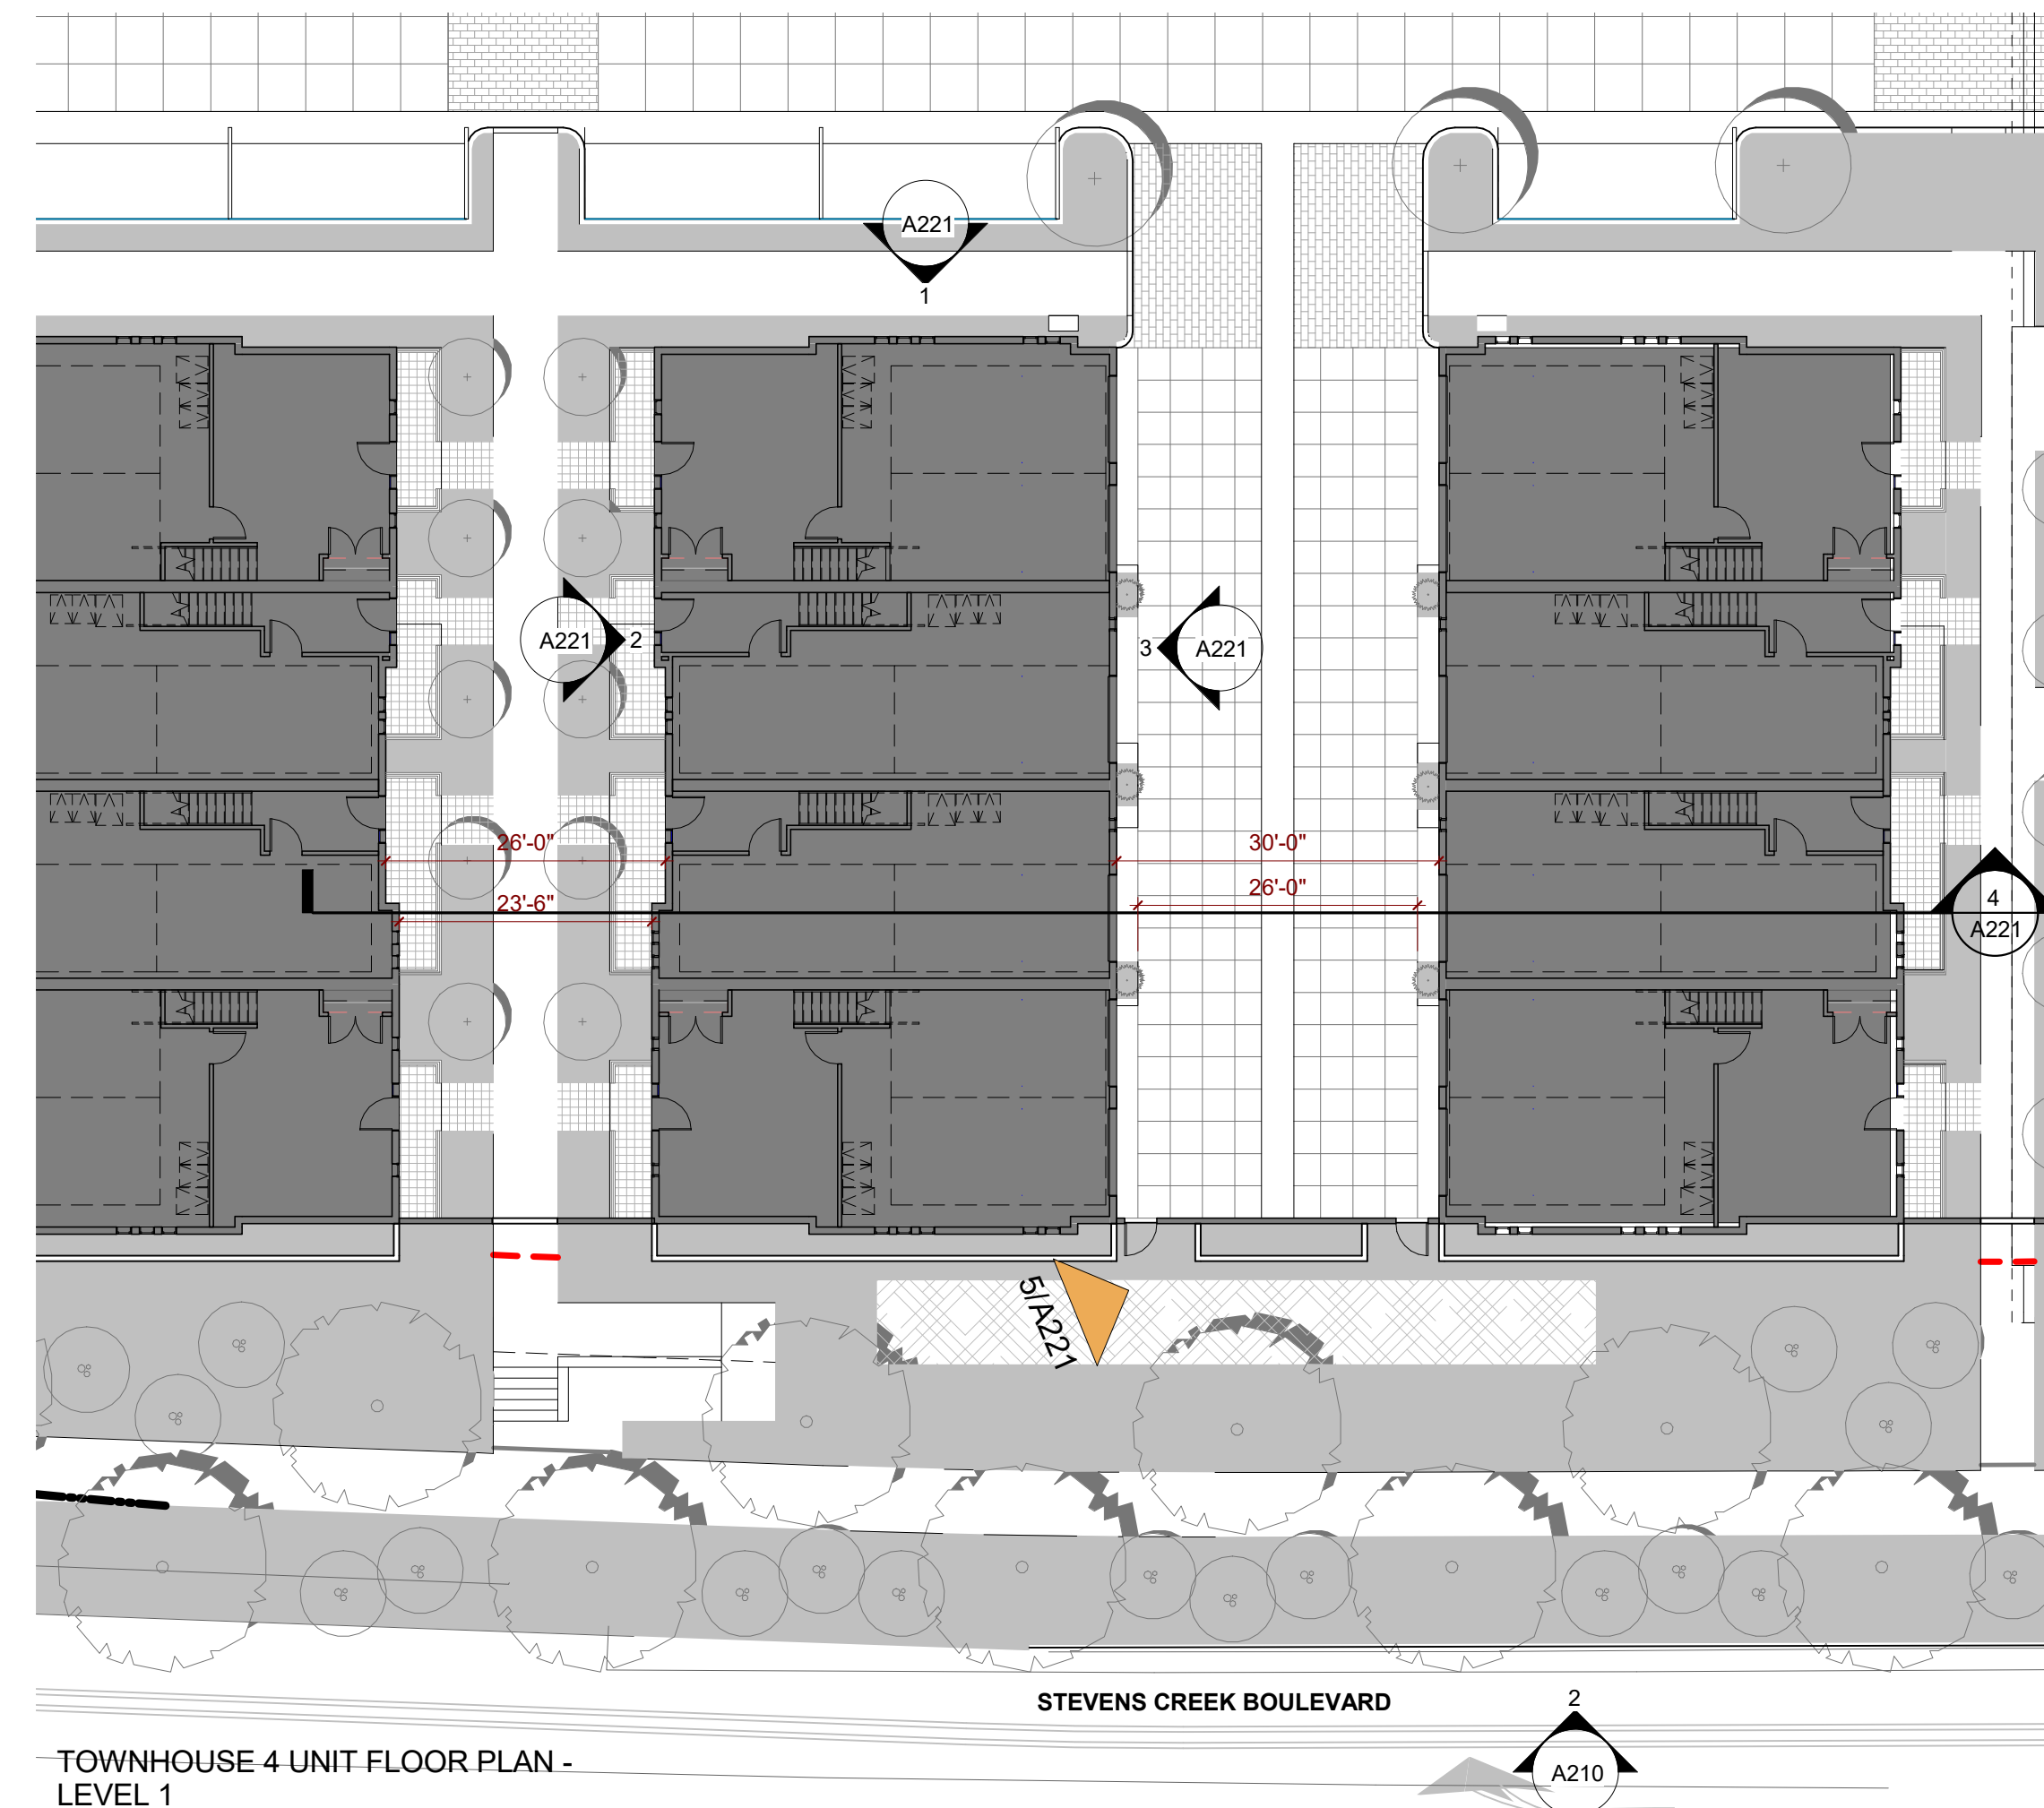 A221
1
A221
2
3
A221
26'-0"
30'-0"
23'-6"
26'-0"
4
A221
5/A221
STEVENS CREEK BOULEVARD
2
A210
TOWNHOUSE 4 UNIT FLOOR PLAN -
LEVEL 1